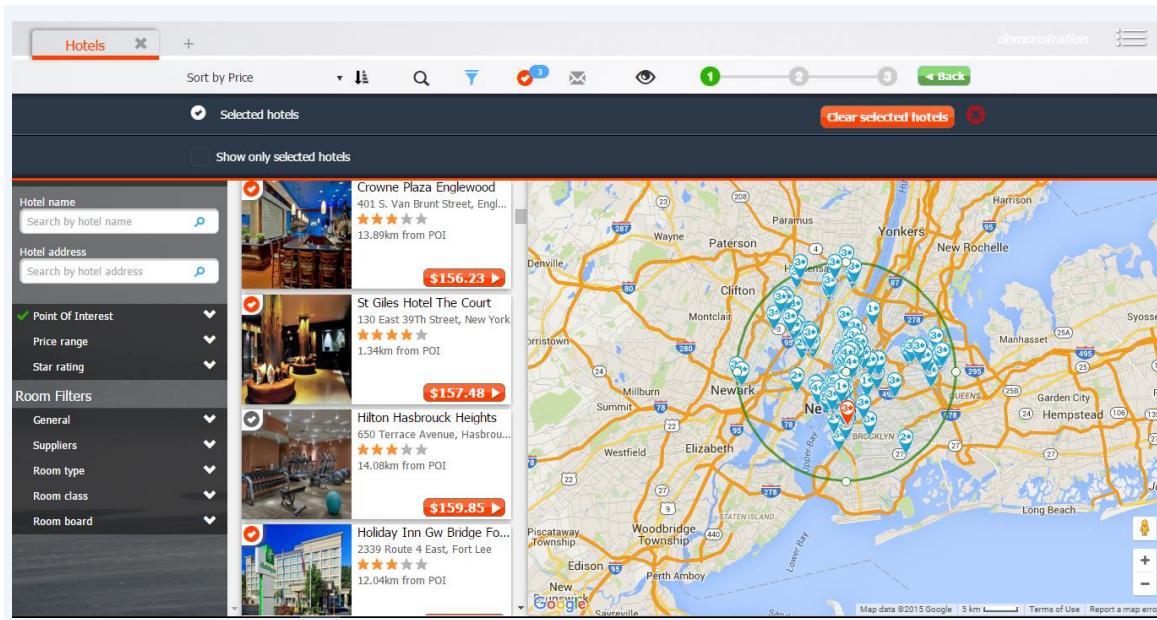 Hotels
demonstration
Sort by Price
3
1
2
3
Back
Selected hotels
Clear selected hotels
Show only selected hotels
Hotel name
Search by hotel name
Hotel address
Search by hotel address
Point Of Interest
Price range
Star rating
Room Filters
General
Suppliers
Room type
Room class
Room board
Crowne Plaza Englewood
401 S. Van Brunt Street, Engl...
13.89km from POI
$156.23
St Giles Hotel The Court
130 East 39Th Street, New York
1.34km from POI
$157.48
Hilton Hasbrouck Heights
650 Terrace Avenue, Hasbrou...
14.08km from POI
$159.85
Holiday Inn Gw Bridge Fo...
2339 Route 4 East, Fort Lee
12.04km from POI
Harrison
Paramus
Yonkers
Wayne
Paterson
New Rochelle
Denville
Clifton
Montclair
Manhasset
Millburn
Newark
Summit
QUEENS
Garden City
Hempstead
BROOKLYN
Westfield
Elizabeth
Upper Bay
Long Beach
STATEN ISLAND
Piscataway
Township
Woodbridge
Township
Lower Bay
Edison
Perth Amboy
New
Google
Sayreville
Map data ©2015 Google
5 km
Terms of Use
Report a map erro